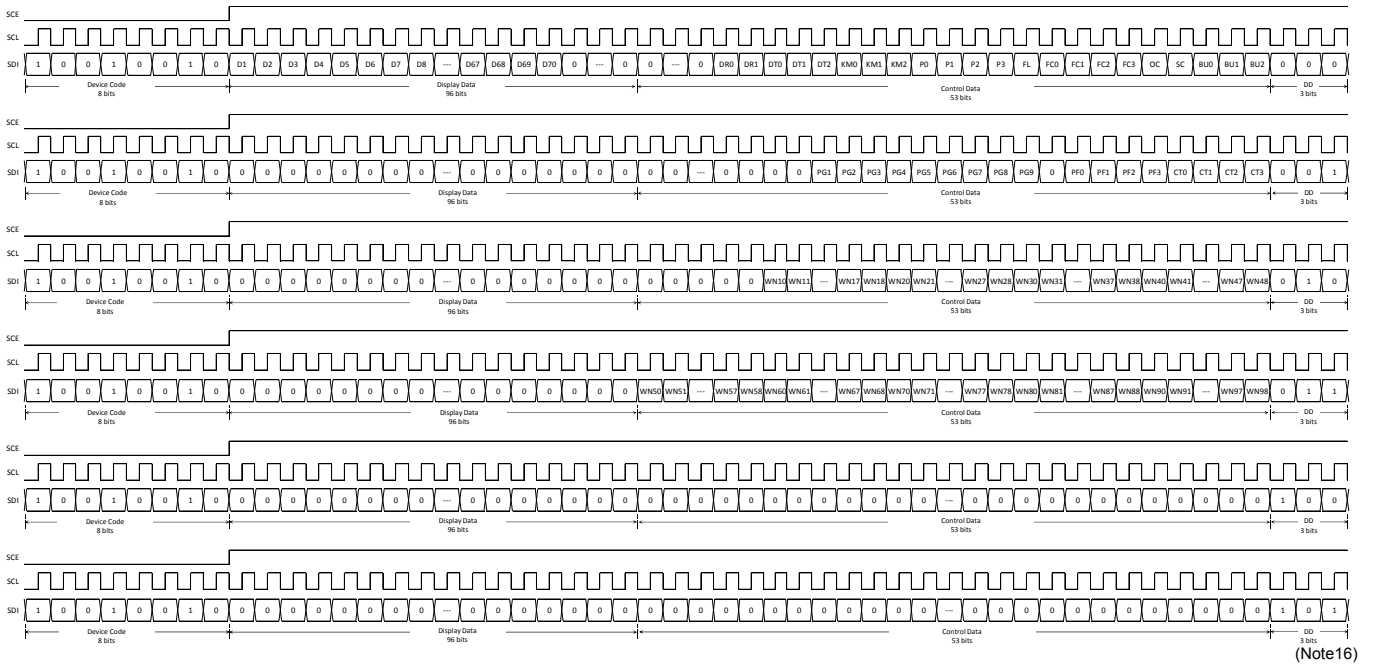 SCE
SCL
SDI 1 0 0 1 0 0 1 0 D1 D2 D3 D4 D5 D6 D7 D8 --- D67 D68 D69 D70 0 --- 0 0 --- 0 DR0 DR1 DT0 DT1 DT2 KM0 KM1 KM2 P0 P1 P2 P3 FL FC0 FC1 FC2 FC3 OC SC BU0 BU1 BU2 0 0 0
Device Code Display Data Control Data DD
8 bits 96 bits 53 bits 3 bits
SCE
SCL
SDI 1 0 0 1 0 0 1 0 0 0 0 0 0 0 0 0 --- 0 0 0 0 0 0 0 0 0 --- 0 0 0 0 PG1 PG2 PG3 PG4 PG5 PG6 PG7 PG8 PG9 0 PF0 PF1 PF2 PF3 CT0 CT1 CT2 CT3 0 0 1
Device Code Display Data Control Data DD
8 bits 96 bits 53 bits 3 bits
SCE
SCL
SDI 1 0 0 1 0 0 1 0 0 0 0 0 0 0 0 0 --- 0 0 0 0 0 0 0 0 0 0 0 0 WN10 WN11 --- WN17 WN18 WN20 WN21 --- WN27 WN28 WN30 WN31 --- WN37 WN38 WN40 WN41 --- WN47 WN48 0 1 0
Device Code Display Data Control Data DD
8 bits 96 bits 53 bits 3 bits
SCE
SCL
SDI 1 0 0 1 0 0 1 0 0 0 0 0 0 0 0 0 --- 0 0 0 0 0 0 0 WN50 WN51 --- WN57 WN58 WN60 WN61 --- WN67 WN68 WN70 WN71 --- WN77 WN78 WN80 WN81 --- WN87 WN88 WN90 WN91 --- WN97 WN98 0 1 1
Device Code Display Data Control Data DD
8 bits 96 bits 53 bits 3 bits
SCE
SCL
SDI 1 0 0 1 0 0 1 0 0 0 0 0 0 0 0 0 --- 0 0 0 0 0 0 0 0 0 0 0 0 0 0 0 0 0 0 0 --- 0 0 0 0 0 0 0 0 0 0 0 0 1 0 0
Device Code Display Data Control Data DD
8 bits 96 bits 53 bits 3 bits
SCE
SCL
SDI 1 0 0 1 0 0 1 0 0 0 0 0 0 0 0 0 --- 0 0 0 0 0 0 0 0 0 0 0 0 0 0 0 0 0 0 0 --- 0 0 0 0 0 0 0 0 0 0 0 0 1 0 1
Device Code Display Data Control Data DD
8 bits 96 bits 53 bits 3 bits
(Note16)